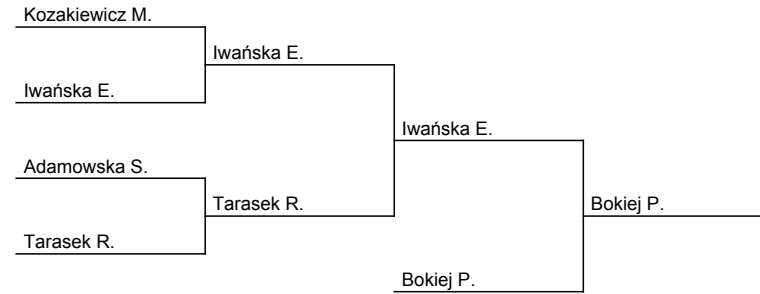 Kozakiewicz M.
Iwańska E.
Iwańska E.
Iwańska E.
Adamowska S.
Tarasek R.
Bokiej P.
Tarasek R.
Bokiej P.